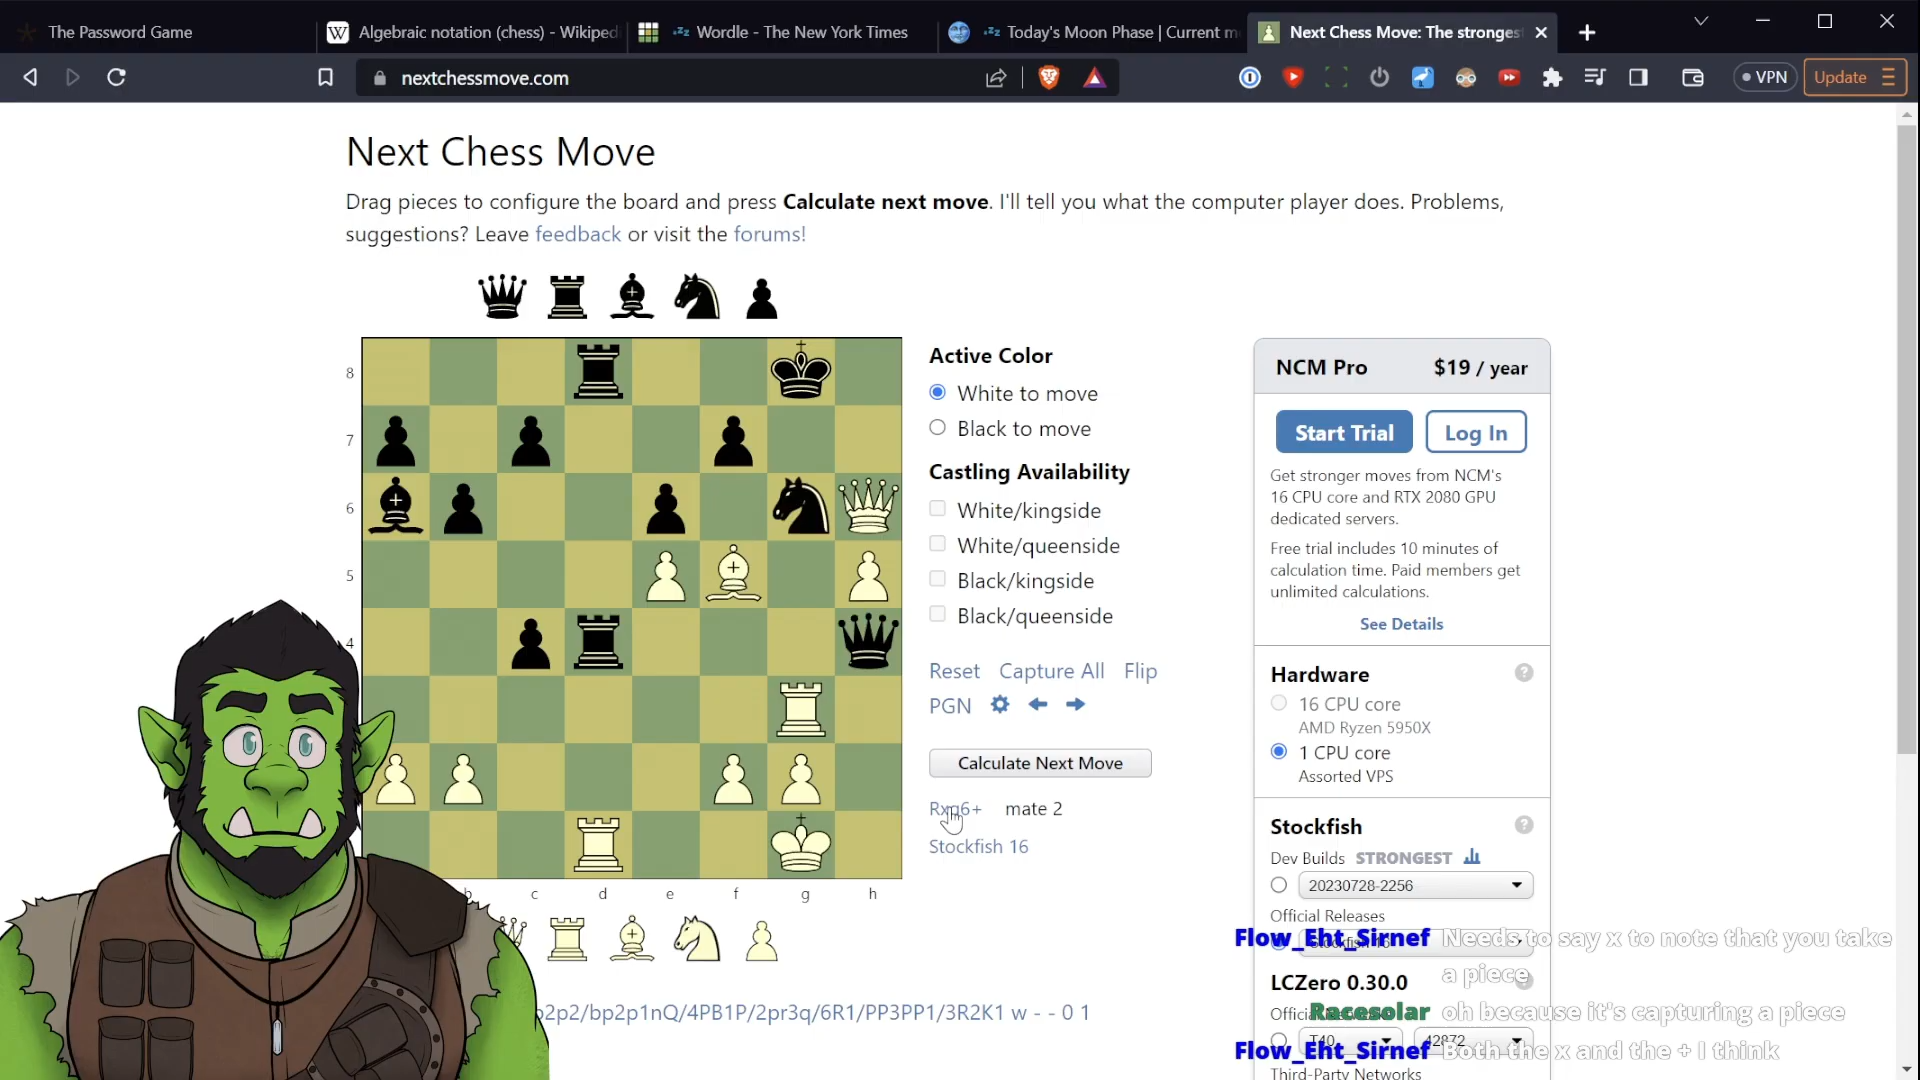 The Password Game
Algebraic notation (chess) - Wikiped
Wordle - The New York Times
Today's Moon Phase | Current m
Next Chess Move: The stronges
nextchessmove.com
VPN
Update
Next Chess Move
Drag pieces to configure the board and press Calculate next move. I'll tell you what the computer player does. Problems,
suggestions? Leave feedback or visit the forums!
8
7
6
5
4
c
d
e
f
g
h
Active Color
White to move
Black to move
Castling Availability
White/kingside
White/queenside
Black/kingside
Black/queenside
Reset Capture All Flip
PGN
Calculate Next Move
Rxg6+ mate 2
Stockfish 16
p2p2/bp2p1nQ/4PB1P/2pr3q/6R1/PP3PP1/3R2K1 w - - 0 1
NCM Pro $19 / year
Start Trial
Log In
Get stronger moves from NCM's
16 CPU core and RTX 2080 GPU
dedicated servers.
Free trial includes 10 minutes of
calculation time. Paid members get
unlimited calculations.
See Details
Hardware
?
16 CPU core
AMD Ryzen 5950X
1 CPU core
Assorted VPS
Stockfish
?
Dev Builds STRONGEST
20230728-2256
Official Releases
LCZero 0.30.0
T40
42872
Third-Party Networks
Flow_Eht_Sirnef Needs to say x to note that you take
a piece
Racesolar oh because it's capturing a piece
Flow_Eht_Sirnef Both the x and the + I think